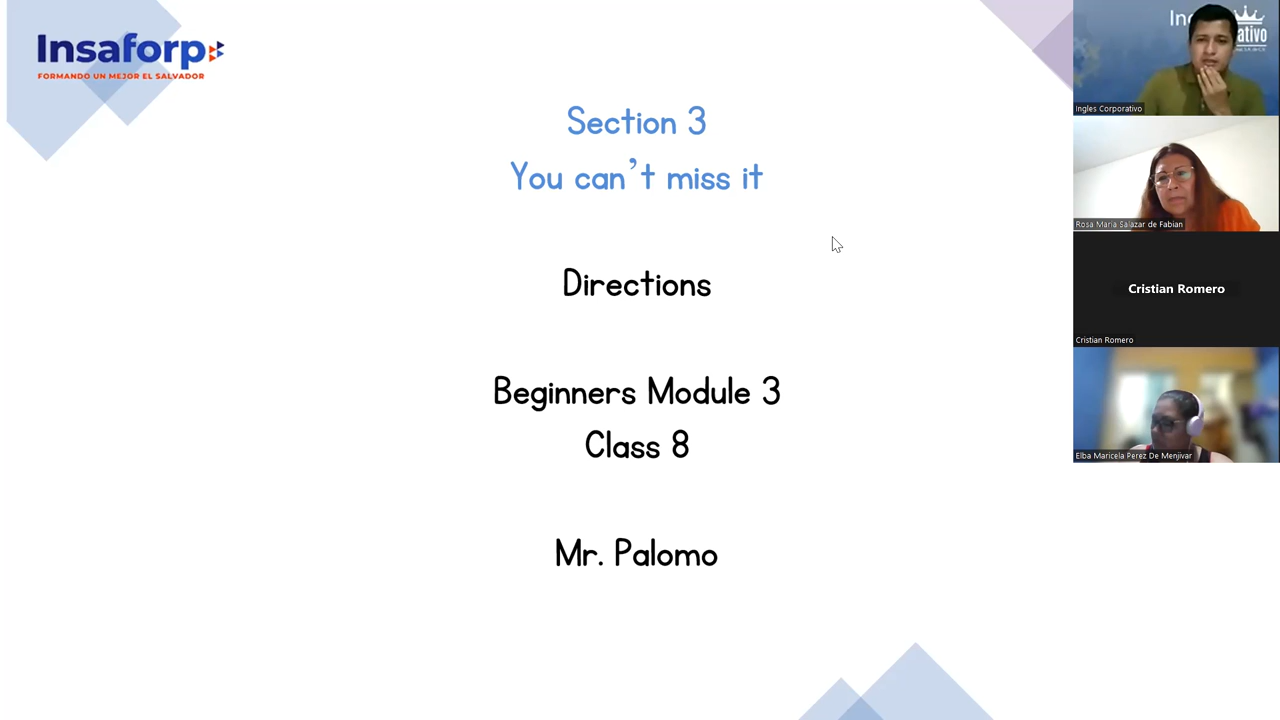 Insaforp
FORMANDO UN MEJOR EL SALVADOR
Section 3
You can't miss it
Directions
Beginners Module 3
Class 8
Mr. Palomo
Ingles Corporativo
Rosa Maria Salazar de Fabian
Cristian Romero
Cristian Romero
Elba Maricela Perez De Menjivar